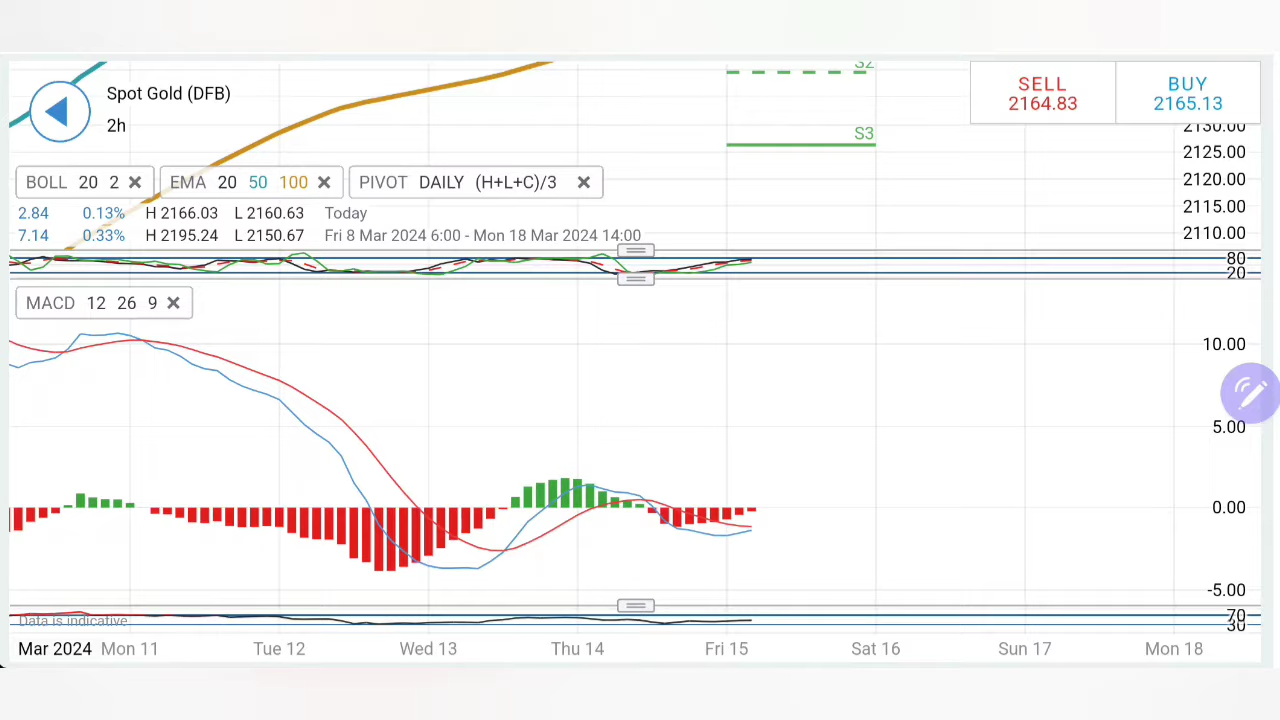 S2
Spot Gold (DFB)
2h
SELL
2164.83
BUY
2165.13
S3
2130.00
2125.00
2120.00
2115.00
2110.00
BOLL 20 2 ✕
EMA 20 50 100 ✕
PIVOT DAILY (H+L+C)/3 ✕
2.84 0.13% H 2166.03 L 2160.63 Today
7.14 0.33% H 2195.24 L 2150.67 Fri 8 Mar 2024 6:00 - Mon 18 Mar 2024 14:00
80
20
MACD 12 26 9 ✕
10.00
5.00
0.00
-5.00
70
30
Data is indicative
Mar 2024 Mon 11 Tue 12 Wed 13 Thu 14 Fri 15 Sat 16 Sun 17 Mon 18